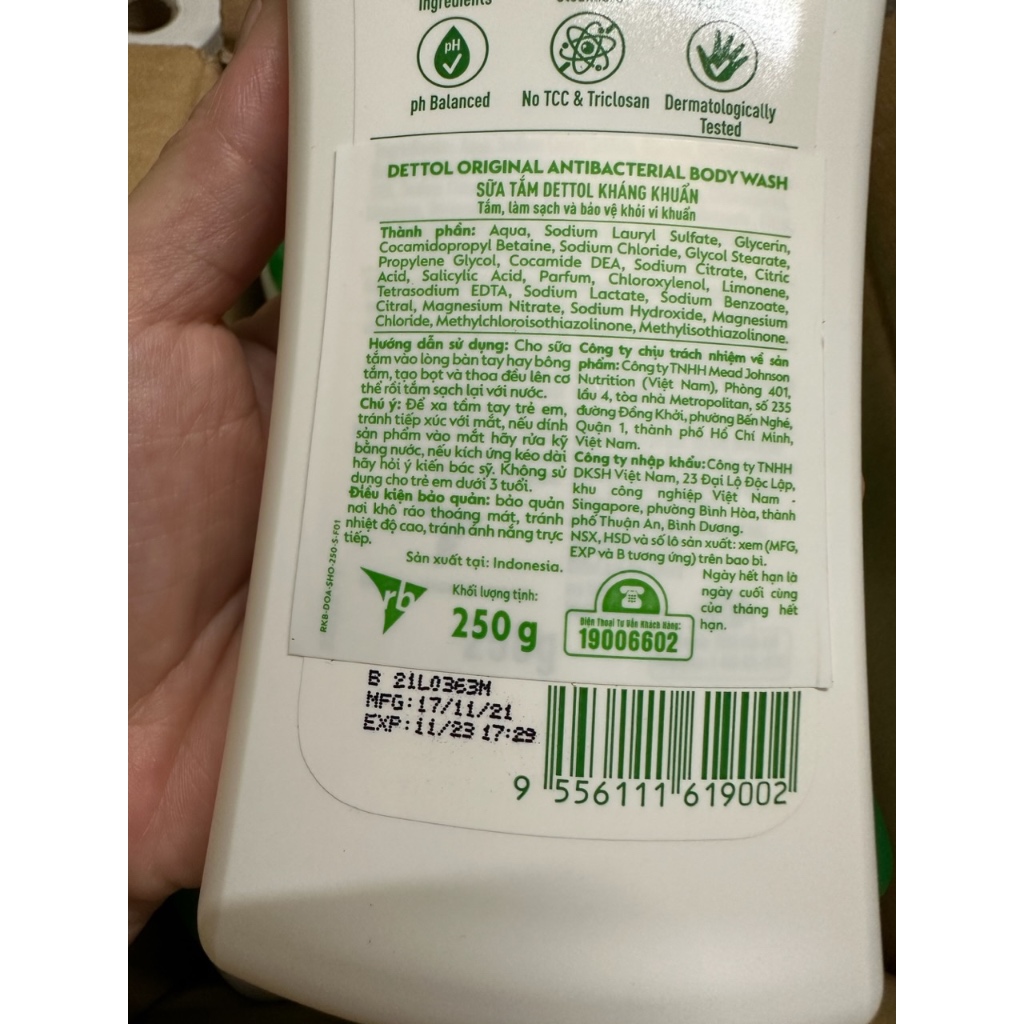 Ingredients
pH
ph Balanced
No TCC & Triclosan
Dermatologically
Tested
DETTOL ORIGINAL ANTIBACTERIAL BODY WASH
SỮA TẮM DETTOL KHÁNG KHUẨN
Tắm, làm sạch và bảo vệ khỏi vi khuẩn
Thành phần: Aqua, Sodium Lauryl Sulfate, Glycerin,
Cocamidopropyl Betaine, Sodium Chloride, Glycol Stearate,
Propylene Glycol, Cocamide DEA, Sodium Citrate, Citric
Acid, Salicylic Acid, Parfum, Chloroxylenol, Limonene,
Tetrasodium EDTA, Sodium Lactate, Sodium Benzoate,
Citral, Magnesium Nitrate, Sodium Hydroxide, Magnesium
Chloride, Methylchloroisothiazolinone, Methylisothiazolinone.
Hướng dẫn sử dụng: Cho sữa
tắm vào lòng bàn tay hay bông
tắm, tạo bọt và thoa đều lên cơ
thể rồi tắm sạch lại với nước.
Chú ý: Để xa tầm tay trẻ em,
tránh tiếp xúc với mắt, nếu dính
sản phẩm vào mắt hãy rửa kỹ
bằng nước, nếu kích ứng kéo dài
hãy hỏi ý kiến bác sỹ. Không sử
dụng cho trẻ em dưới 3 tuổi.
Điều kiện bảo quản: bảo quản
nơi khô ráo thoáng mát, tránh
nhiệt độ cao, tránh ánh nắng trực
tiếp.
Công ty chịu trách nhiệm về sản
phẩm: Công ty TNHH Mead Johnson
Nutrition (Việt Nam), Phòng 401,
lầu 4, tòa nhà Metropolitan, số 235
đường Đồng Khởi, phường Bến Nghé,
Quận 1, thành phố Hồ Chí Minh,
Việt Nam.
Công ty nhập khẩu: Công ty TNHH
DKSH Việt Nam, 23 Đại Lộ Độc Lập,
khu công nghiệp Việt Nam -
Singapore, phường Bình Hòa, thành
phố Thuận An, Bình Dương.
NSX, HSD và số lô sản xuất: xem (MFG,
EXP và B tương ứng) trên bao bì.
Sản xuất tại: Indonesia.
Ngày hết hạn là
ngày cuối cùng
của tháng hết
hạn.
RKB-DOA-SHO-250-S-F01
rb
Khối lượng tịnh:
250 g
Điện Thoại Tư Vấn Khách Hàng:
19006602
B 21L0363M
MFG:17/11/21
EXP:11/23 17:29
9 556111 619002